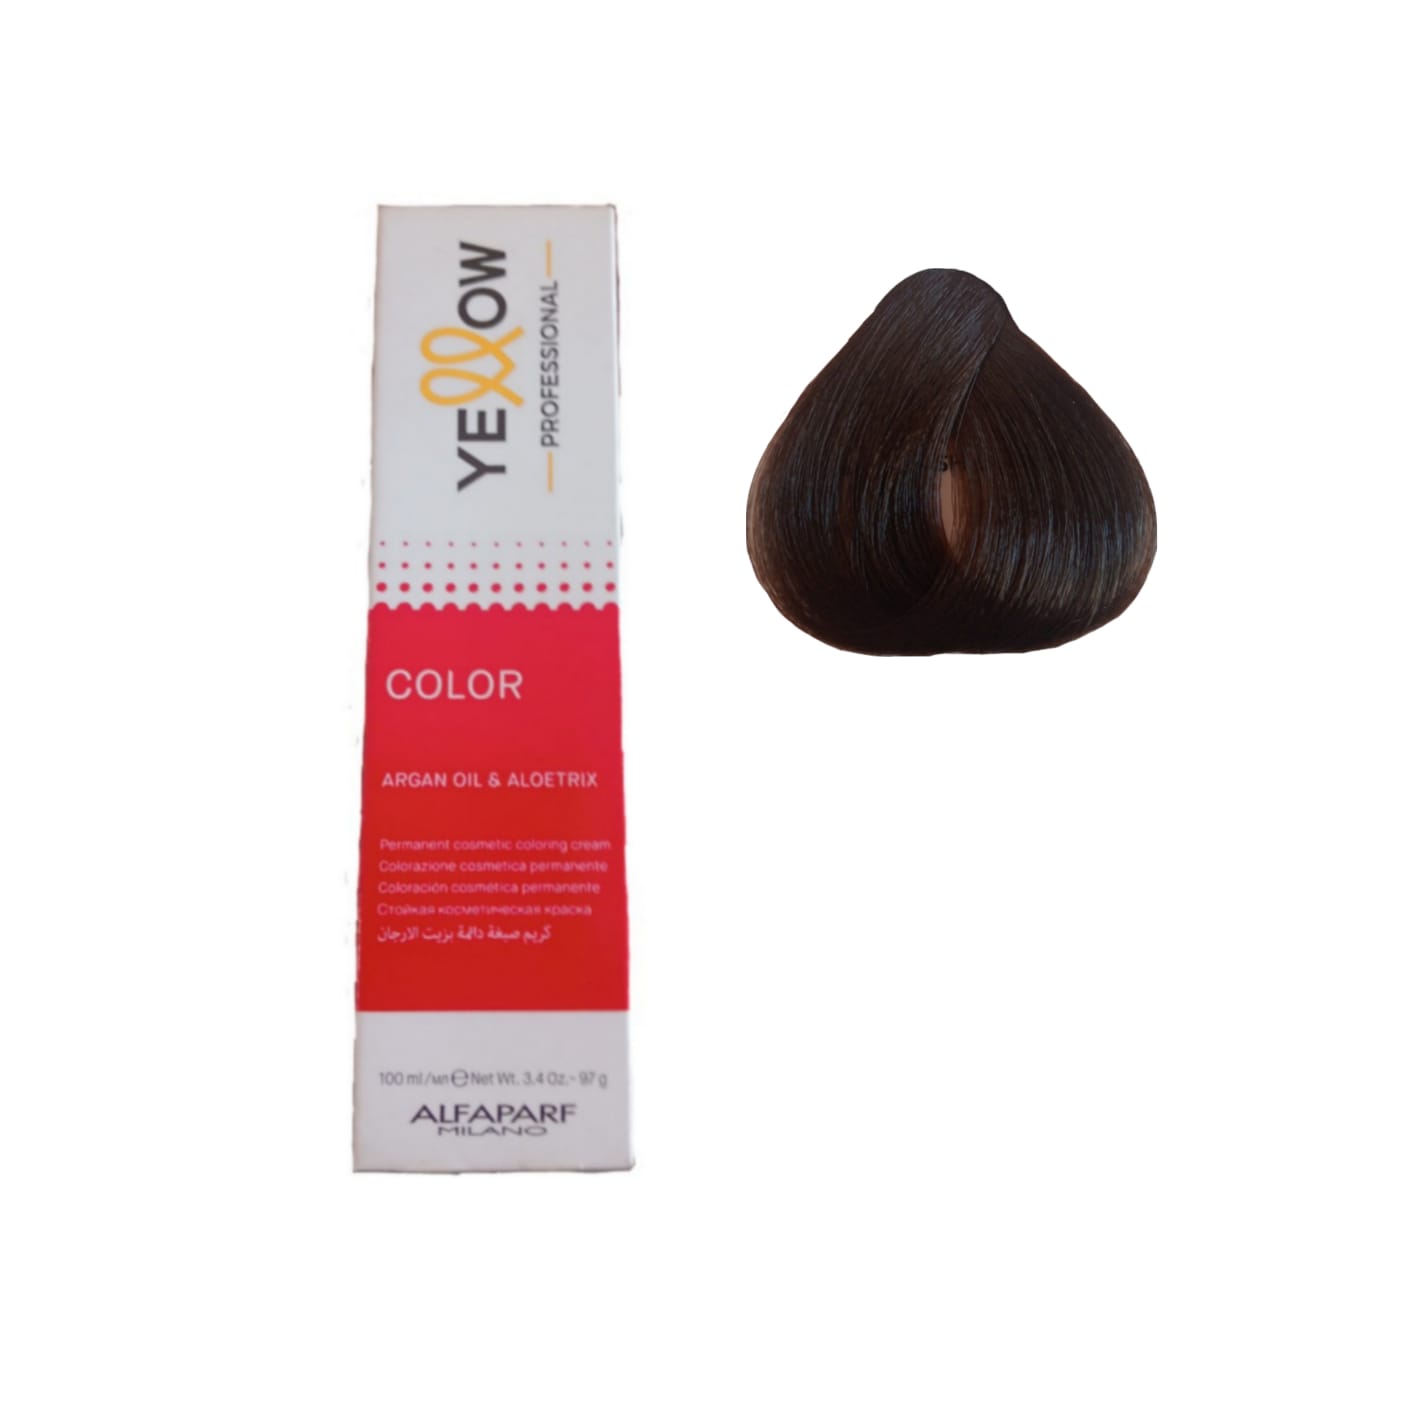 YELLOW
PROFESSIONAL
COLOR
ARGAN OIL & ALOETRIX
Permanent cosmetic coloring cream
Colorazione cosmetica permanente
Coloración cosmética permanente
Стойкая косметическая краска
كريم صبغة دائمة بزيت الارجان
100 ml/мл ℮ Net Wt. 3.4 Oz.- 97 g
ALFAPARF
MILANO